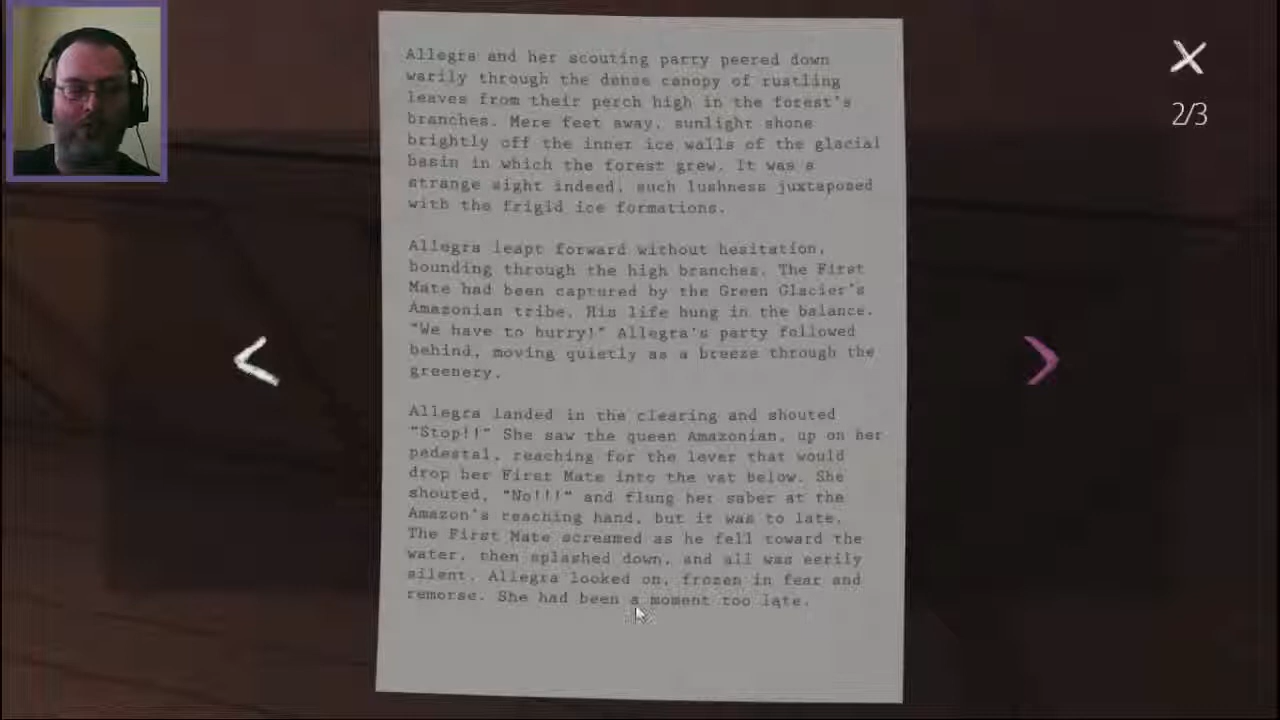 Allegra and her scouting party peered down
warily through the dense canopy of rustling
leaves from their perch high in the forest's
branches. Mere feet away, sunlight shone
brightly off the inner ice walls of the glacial
basin in which the forest grew. It was a
strange sight indeed, such lushness juxtaposed
with the frigid ice formations.
Allegra leapt forward without hesitation,
bounding through the high branches. The First
Mate had been captured by the Green Glacier's
Amazonian tribe. His life hung in the balance.
"We have to hurry!" Allegra's party followed
behind, moving quietly as a breeze through the
greenery.
Allegra landed in the clearing and shouted
"Stop!!" She saw the queen Amazonian, up on her
pedestal, reaching for the lever that would
drop her First Mate into the vat below. She
shouted, "No!!!" and flung her saber at the
Amazon's reaching hand, but it was to late.
The First Mate screamed as he fell toward the
water, then splashed down, and all was eerily
silent. Allegra looked on, frozen in fear and
remorse. She had been a moment too late.
2/3